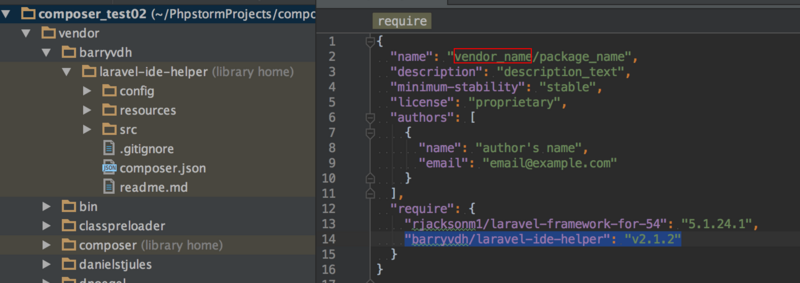 composer_test02 (~/PhpstormProjects/compo
vendor
barryvdh
laravel-ide-helper (library home)
config
resources
src
.gitignore
composer.json
readme.md
bin
classpreloader
composer (library home)
danielstjules
require
1 {
2 "name": "vendor_name/package_name",
3 "description": "description_text",
4 "minimum-stability": "stable",
5 "license": "proprietary",
6 "authors": [
7 {
8 "name": "author's name",
9 "email": "email@example.com"
10 }
11 ],
12 "require": {
13 "rjacksonm1/laravel-framework-for-54": "5.1.24.1",
14 "barryvdh/laravel-ide-helper": "v2.1.2"
15 }
16 }